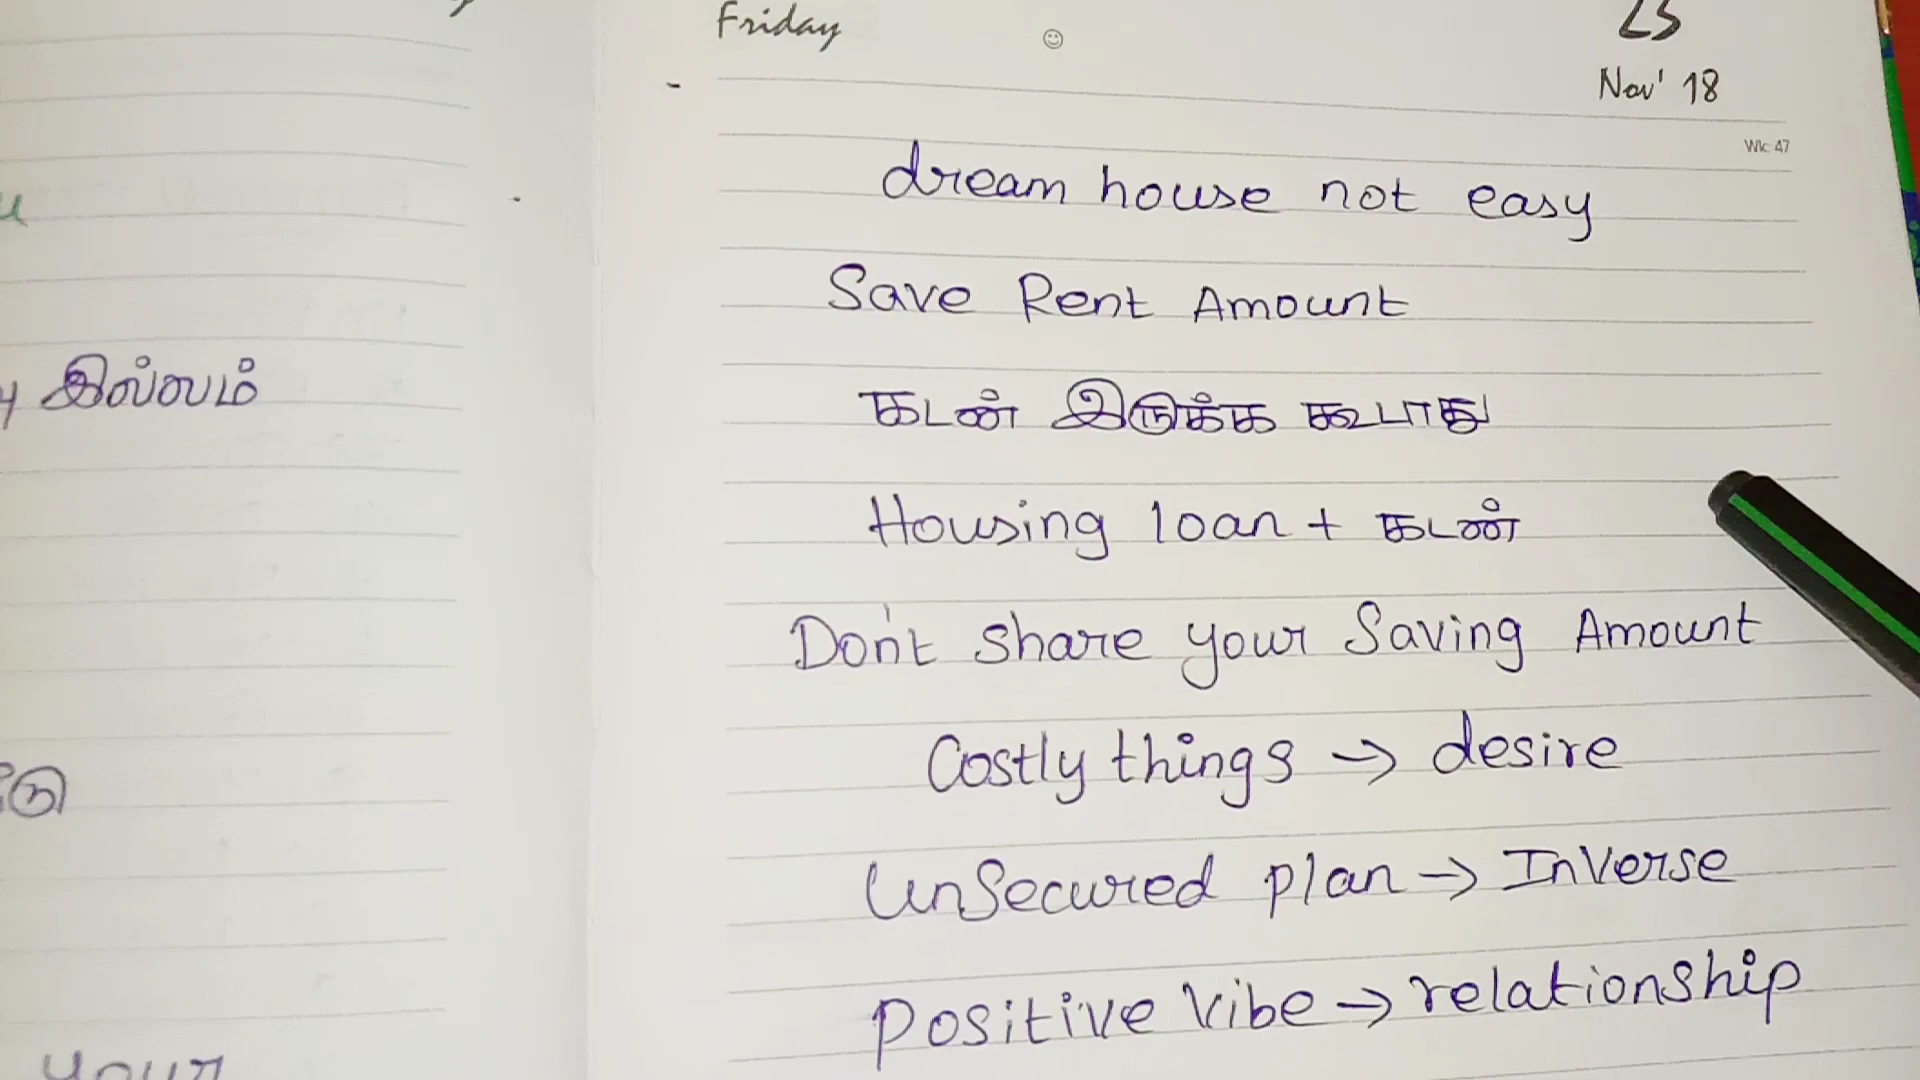 இல்லம்
your
Friday
23
Nov' 18
Wk 47
dream house not easy
Save Rent Amount
கடன் இருக்க கூடாது
Housing loan + கடன்
Don't share your Saving Amount
Costly things → desire
UnSecured plan → InVerse
Positive Vibe → relationship